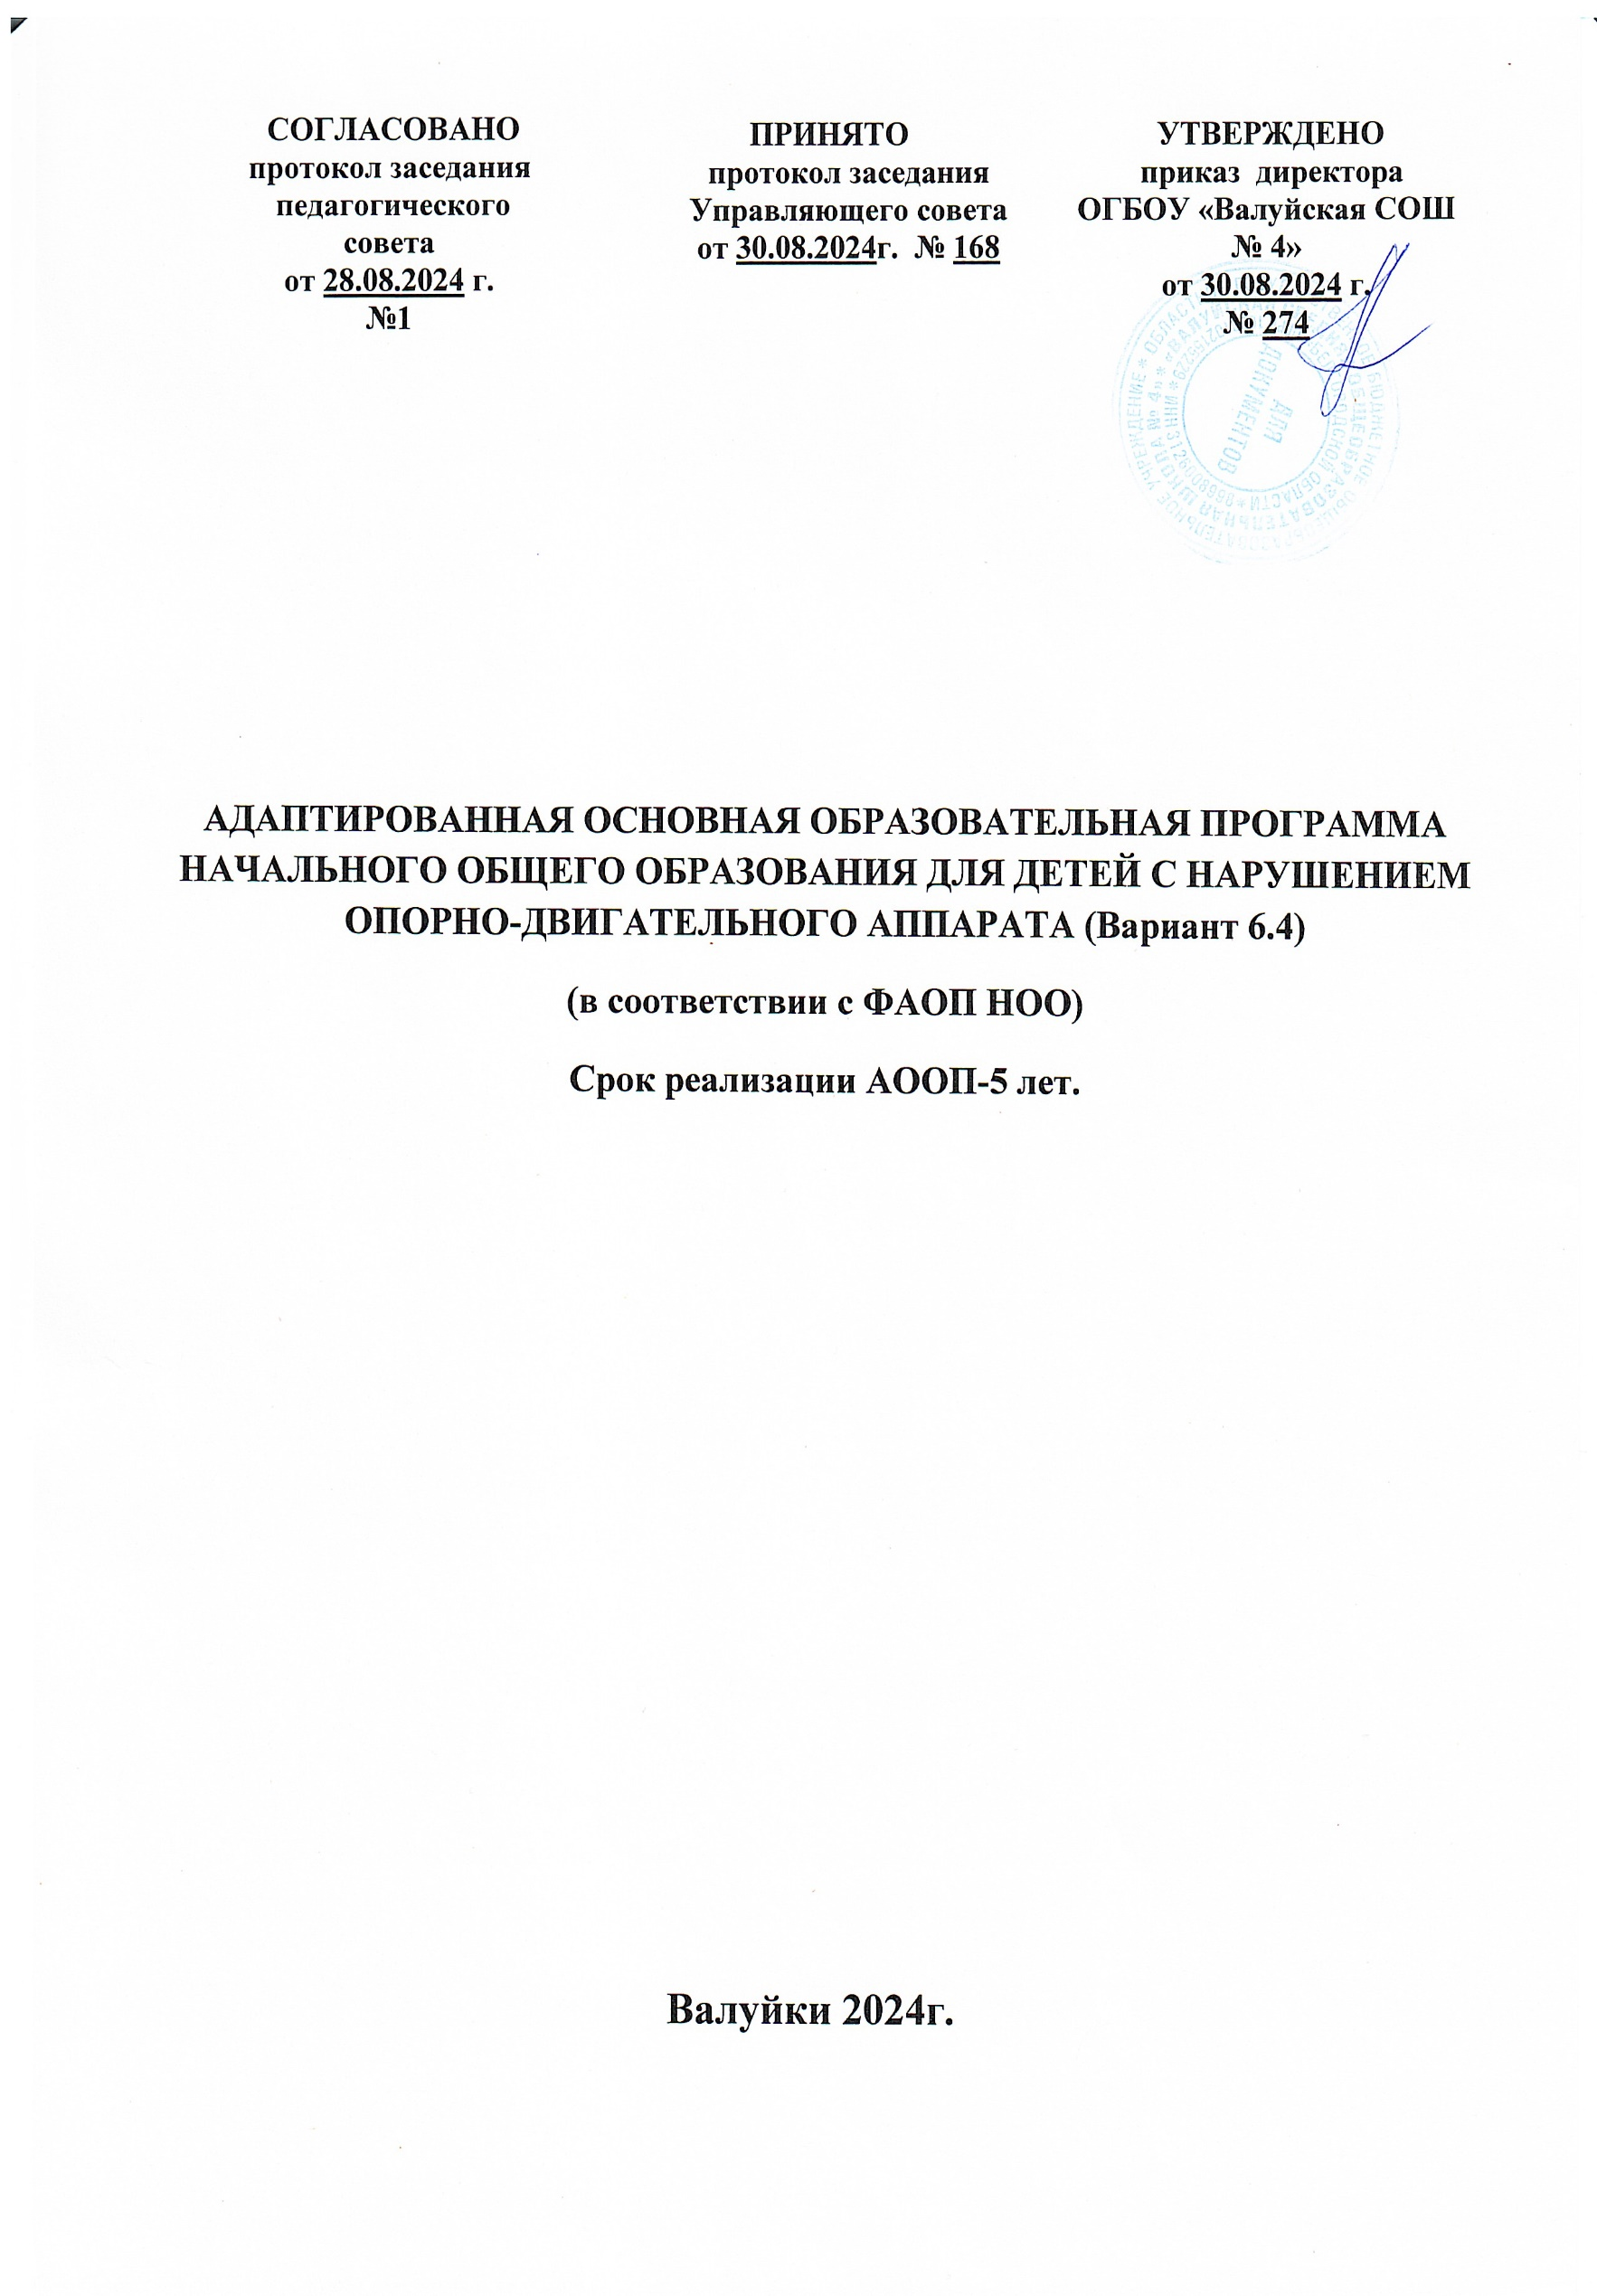 СОГЛАСОВАНО
протокол заседания
педагогического
совета
от 28.08.2024 г.
№1
ПРИНЯТО
протокол заседания
Управляющего совета
от 30.08.2024г. № 168
УТВЕРЖДЕНО
приказ директора
ОГБОУ «Валуйская СОШ
№ 4»
от 30.08.2024 г.
№ 274
ДЛЯ
ДОКУМЕНТОВ
АДАПТИРОВАННАЯ ОСНОВНАЯ ОБРАЗОВАТЕЛЬНАЯ ПРОГРАММА
НАЧАЛЬНОГО ОБЩЕГО ОБРАЗОВАНИЯ ДЛЯ ДЕТЕЙ С НАРУШЕНИЕМ
ОПОРНО-ДВИГАТЕЛЬНОГО АППАРАТА (Вариант 6.4)
(в соответствии с ФАОП НОО)
Срок реализации АООП-5 лет.
Валуйки 2024г.